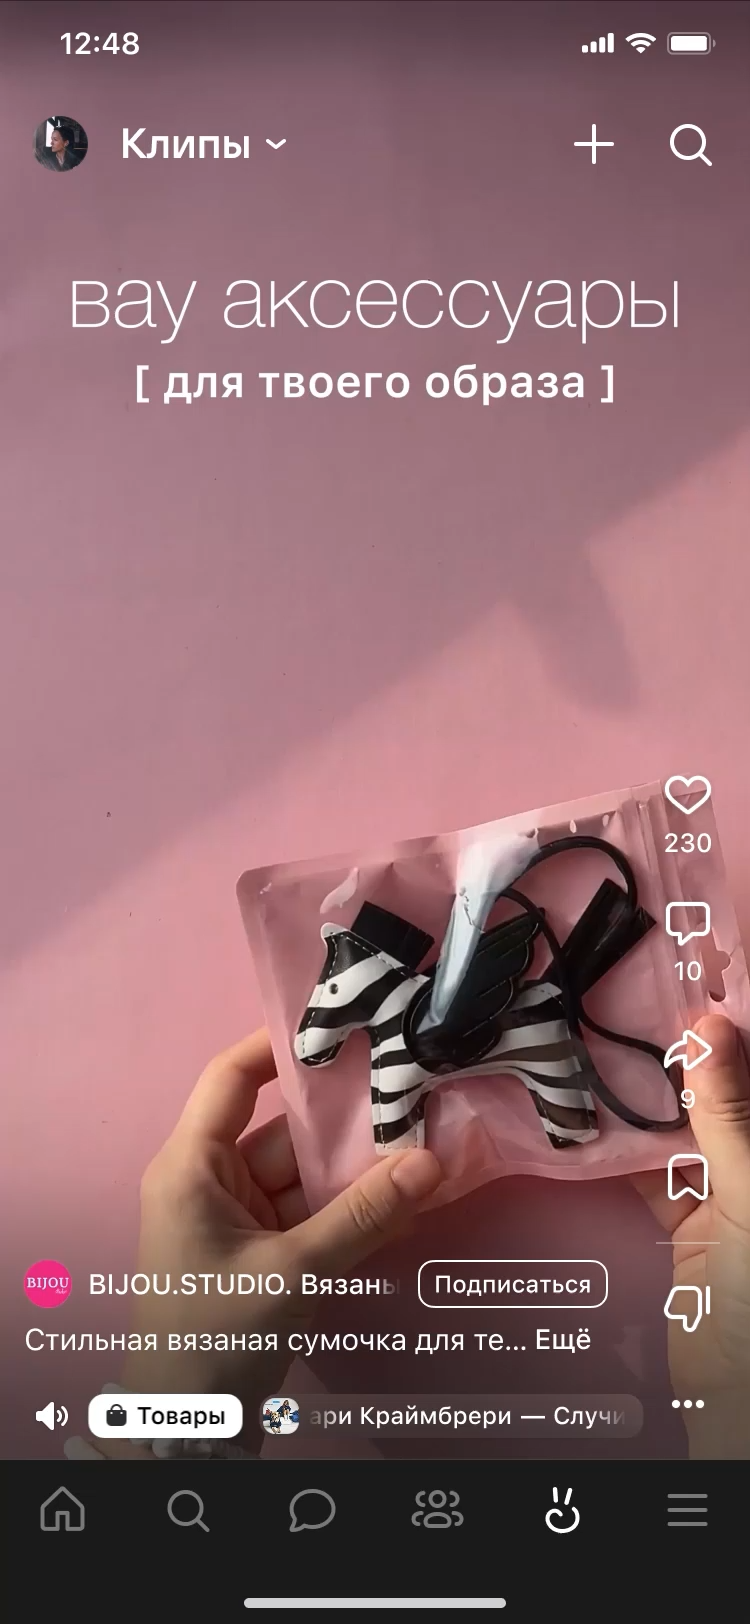 12:48
Клипы
вау аксессуары
[ для твоего образа ]
230
10
9
BIJOU
BIJOU.STUDIO. Вязаны
Подписаться
Стильная вязаная сумочка для те... Ещё
Товары
ари Краймбрери — Случи